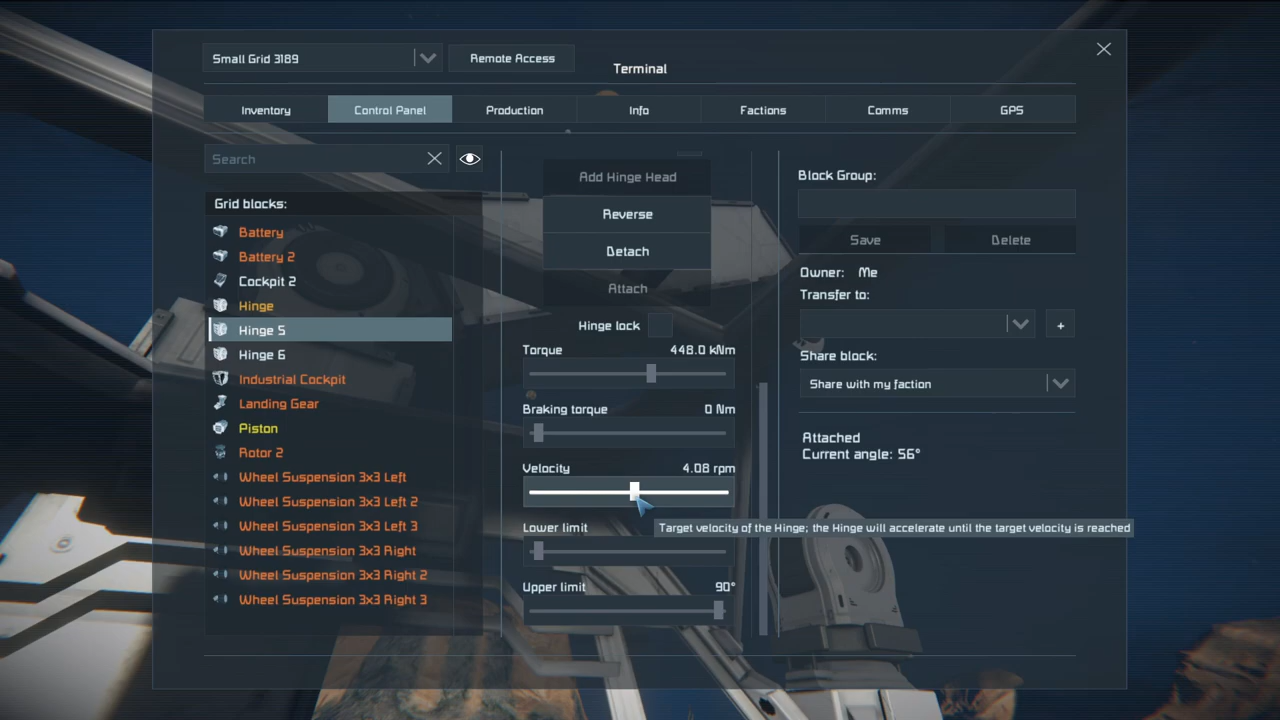 Small Grid 3189
Remote Access
Terminal
Inventory
Control Panel
Production
Info
Factions
Comms
GPS
Search
Grid blocks:
Battery
Battery 2
Cockpit 2
Hinge
Hinge 5
Hinge 6
Industrial Cockpit
Landing Gear
Piston
Rotor 2
Wheel Suspension 3x3 Left
Wheel Suspension 3x3 Left 2
Wheel Suspension 3x3 Left 3
Wheel Suspension 3x3 Right
Wheel Suspension 3x3 Right 2
Wheel Suspension 3x3 Right 3
Add Hinge Head
Reverse
Detach
Attach
Hinge lock
Torque 448.0 kNm
Braking torque 0 Nm
Velocity 4.08 rpm
Target velocity of the Hinge; the Hinge will accelerate until the target velocity is reached
Lower limit
Upper limit 90°
Block Group:
Save
Delete
Owner: Me
Transfer to:
+
Share block:
Share with my faction
Attached
Current angle: 56°